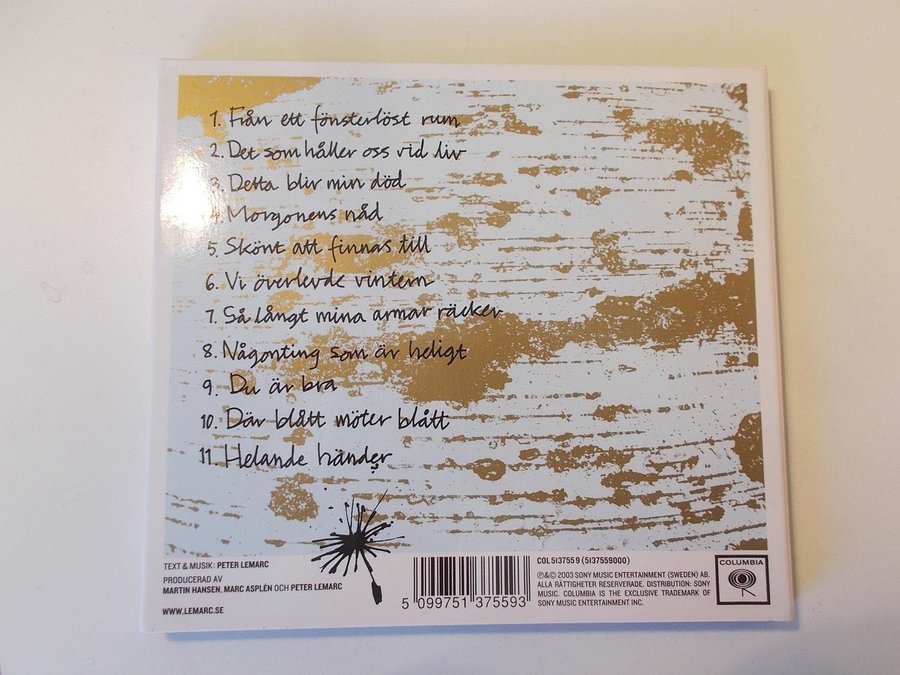 1. Från ett fönsterlöst rum
2. Det som håller oss vid liv
3. Detta blir min död
4. Morgonens nåd
5. Skönt att finnas till
6. Vi överlevde vintern
7. Så långt mina armar räcker
8. Någonting som är heligt
9. Du är bra
10. Där blått möter blått
11. Helande händer
TEXT & MUSIK: PETER LEMARC
PRODUCERAD AV
MARTIN HANSEN, MARC ASPLÉN OCH PETER LEMARC
WWW.LEMARC.SE
5 099751 375593
COL 513755 9 (5137559000)
℗&© 2003 SONY MUSIC ENTERTAINMENT (SWEDEN) AB.
ALLA RÄTTIGHETER RESERVERADE. DISTRIBUTION: SONY
MUSIC. COLUMBIA IS THE EXCLUSIVE TRADEMARK OF
SONY MUSIC ENTERTAINMENT INC.
COLUMBIA